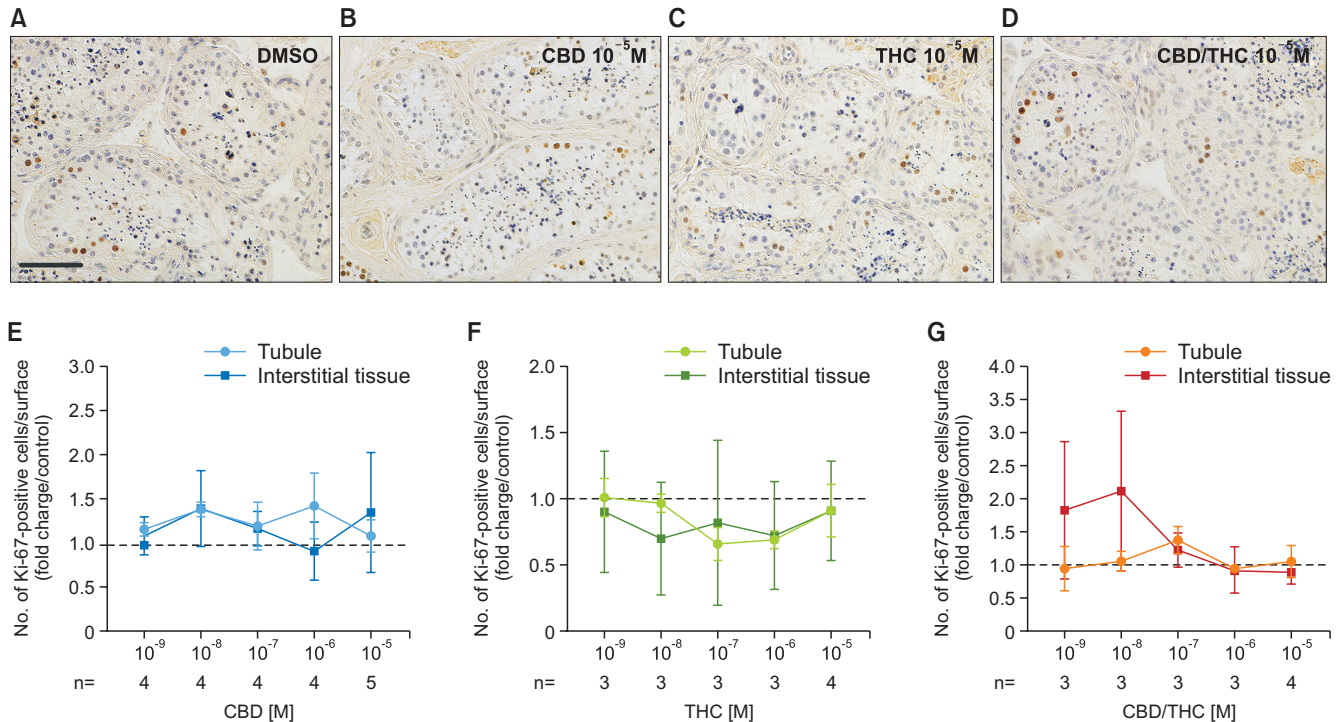 A
DMSO
B
CBD 10⁻⁵M
C
THC 10⁻⁵M
D
CBD/THC 10 ⁵M
E
Tubule
Interstitial tissue
No. of Ki-67-positive cells/surface
(fold charge/control)
3.0
2.5
2.0
1.5
1.0
0.5
0
10⁻⁹ 10⁻⁸ 10⁻⁷ 10⁻⁶ 10⁻⁵
n= 4 4 4 4 5
CBD [M]
F
Tubule
Interstitial tissue
No. of Ki-67-positive cells/surface
(fold charge/control)
2.0
1.5
1.0
0.5
0
10⁻⁹ 10⁻⁸ 10⁻⁷ 10⁻⁶ 10⁻⁵
n= 3 3 3 3 4
THC [M]
G
Tubule
Interstitial tissue
No. of Ki-67-positive cells/surface
(fold charge/control)
4.0
3.5
3.0
2.5
2.0
1.5
1.0
0.5
0
10⁻⁹ 10⁻⁸ 10⁻⁷ 10⁻⁶ 10⁻⁵
n= 3 3 3 3 4
CBD/THC [M]